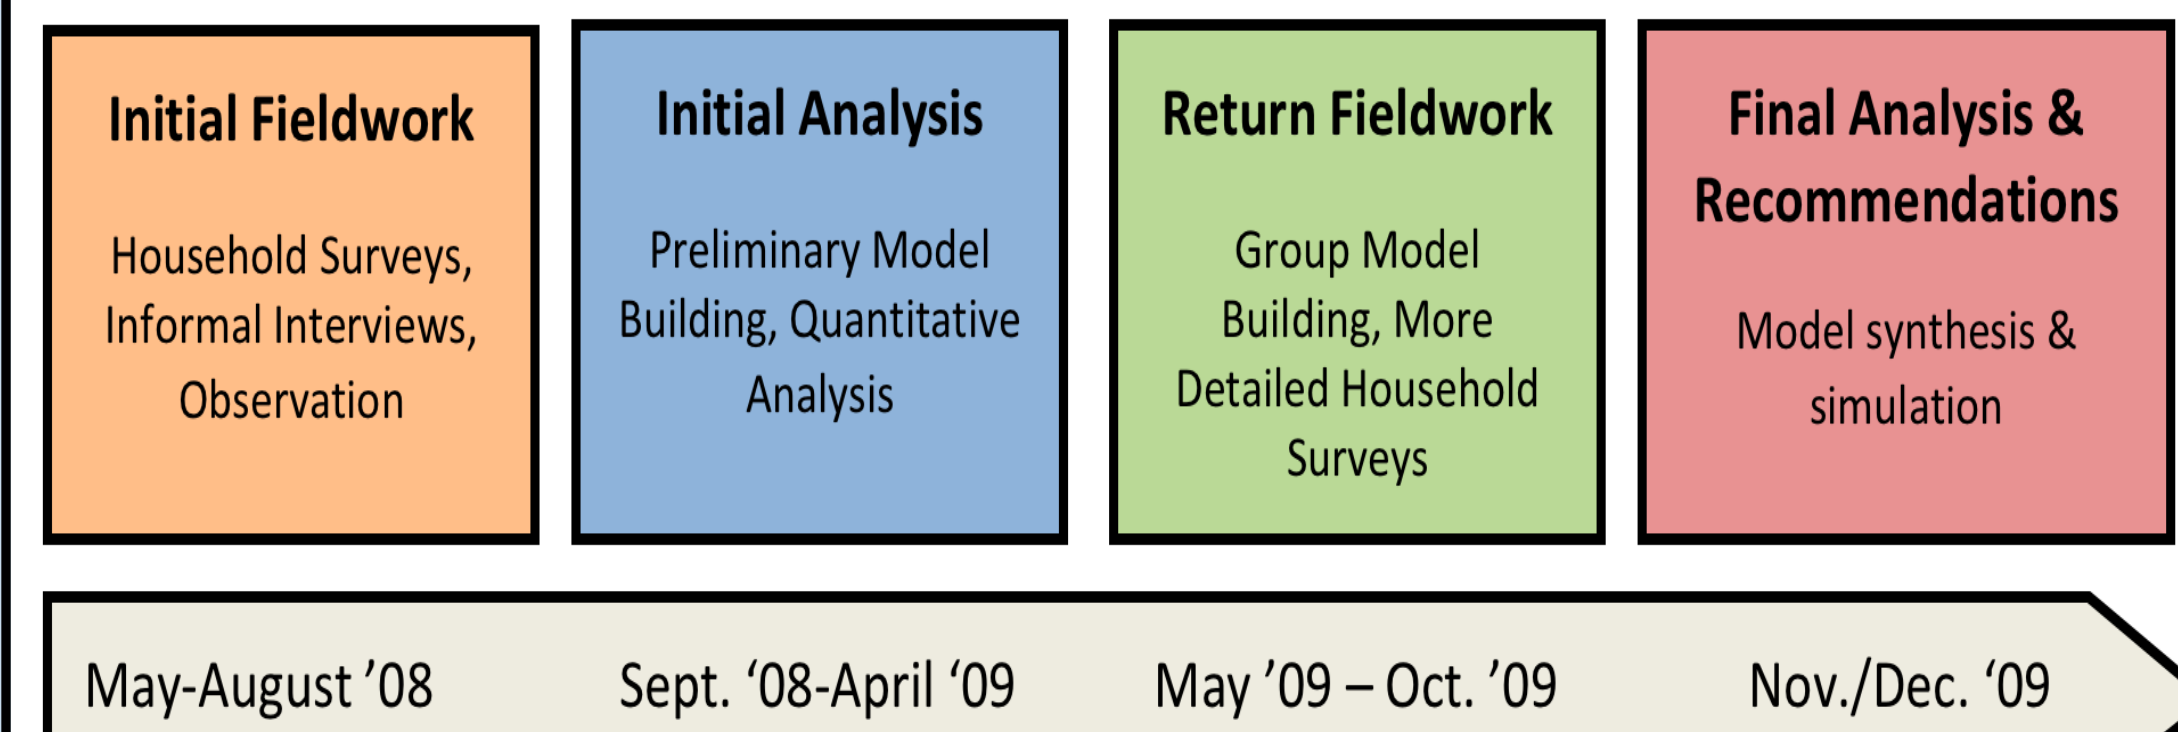 Initial Fieldwork
Household Surveys,
Informal Interviews,
Observation
Initial Analysis
Preliminary Model
Building, Quantitative
Analysis
Return Fieldwork
Group Model
Building, More
Detailed Household
Surveys
Final Analysis &
Recommendations
Model synthesis &
simulation
May-August ’08
Sept. ‘08-April ‘09
May ’09 – Oct. ’09
Nov./Dec. ‘09